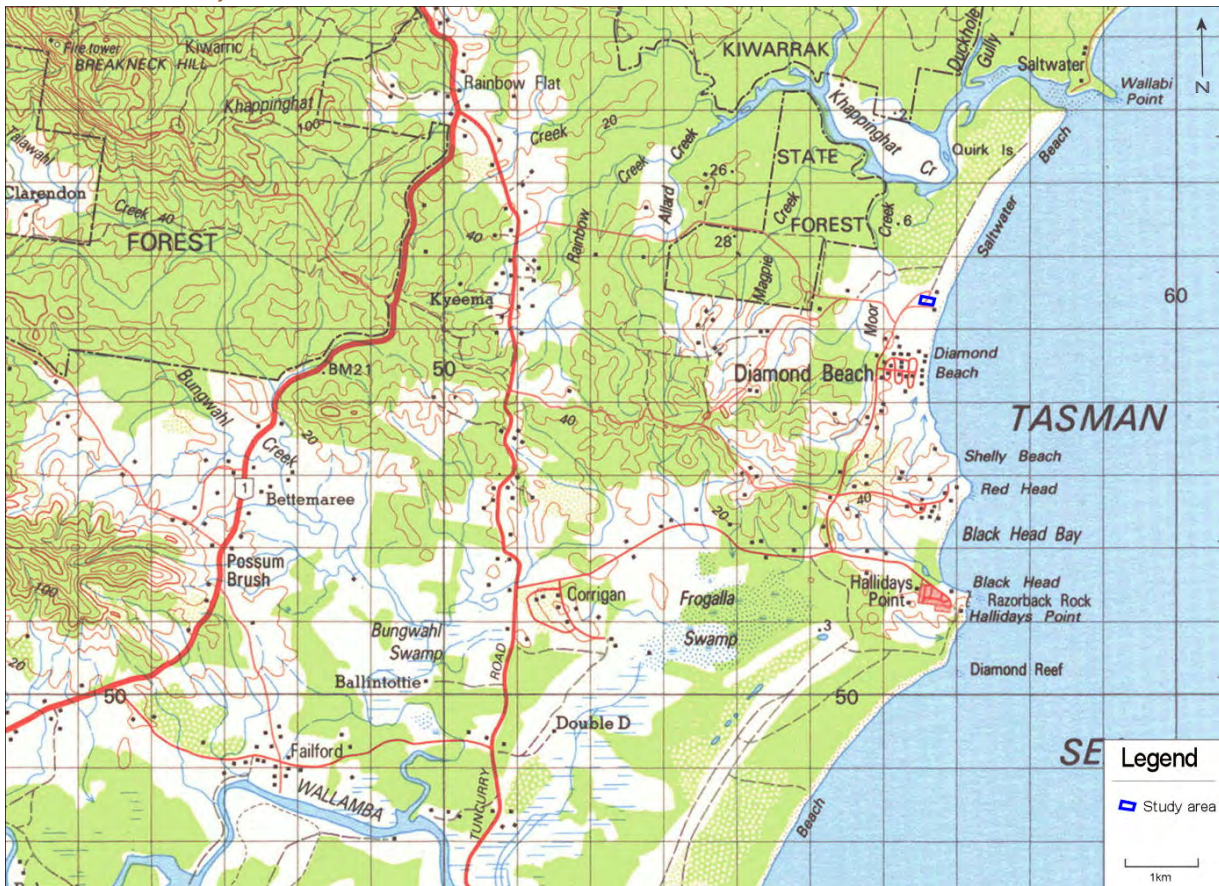 Fire tower
BREAKNECK HILL
Kiwarric
KIWARRAK
Duckhole
Gully
Saltwater
N
Rainbow Flat
Wallabi
Point
Khappinghat
100
Creek
20
Creek
Creek
Khappinghat
Cr
2
Quirk Is
Beach
STATE
26
Allard
Creek
Clarendon
Creek 40
FOREST
40
Rainbow
28
FOREST
Creek
6
Saltwater
Kyeema
Magpie
60
Moor
BM21
50
Diamond Beach
Diamond
Beach
Bungwahl
Creek
20
40
TASMAN
1
Bettemaree
Shelly Beach
Red Head
40
20
Black Head Bay
Possum
Brush
100
Corrigan
Frogalla
Swamp
Hallidays
Point
Black Head
Razorback Rock
Hallidays Point
Bungwahl
Swamp
3
20
Ballintottie
ROAD
Diamond Reef
50
50
Double D
Failford
WALLAMBA
TUNCURRY
Beach
SE
Legend
Study area
1km